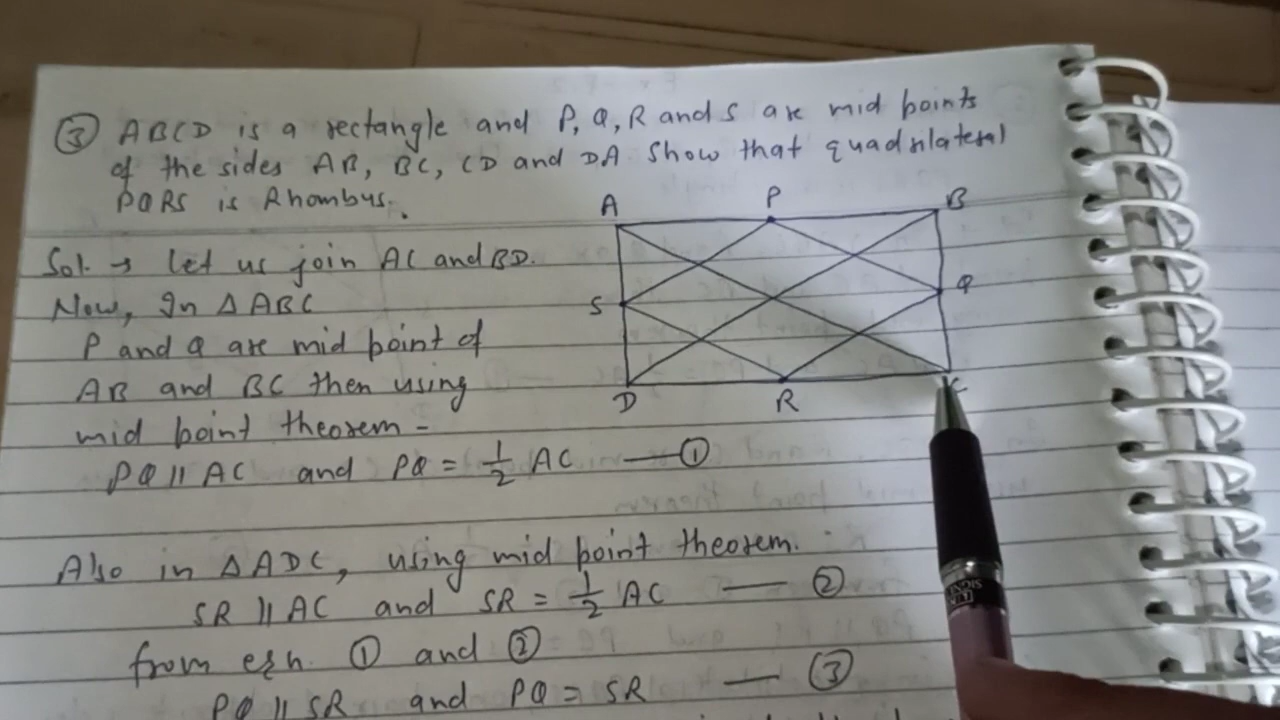 ③ ABCD is a rectangle and P, Q, R and S are mid points
of the sides AB, BC, CD and DA Show that quadrilateral
PQRS is Rhombus.
A P B
Sol. → Let us join AC and BD.
Now, In △ABC
S Q
P and Q are mid point of
AB and BC then using
D R C
mid point theorem -
PQ || AC and PQ = 1/2 AC — ①
Also in △ADC, using mid point theorem.
SR || AC and SR = 1/2 AC — ②
from eqn. ① and ②
PQ || SR and PQ = SR — ③